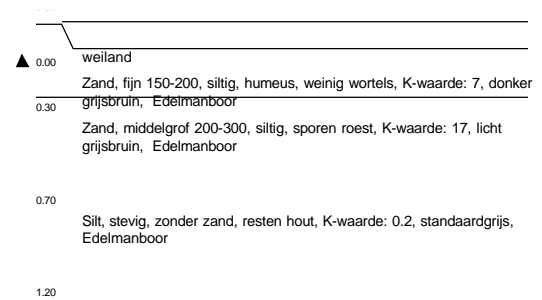 0.00 weiland
Zand, fijn 150-200, siltig, humeus, weinig wortels, K-waarde: 7, donker
grijsbruin, Edelmanboor
0.30
Zand, middelgrof 200-300, siltig, sporen roest, K-waarde: 17, licht
grijsbruin, Edelmanboor
0.70
Silt, stevig, zonder zand, resten hout, K-waarde: 0.2, standaardgrijs,
Edelmanboor
1.20